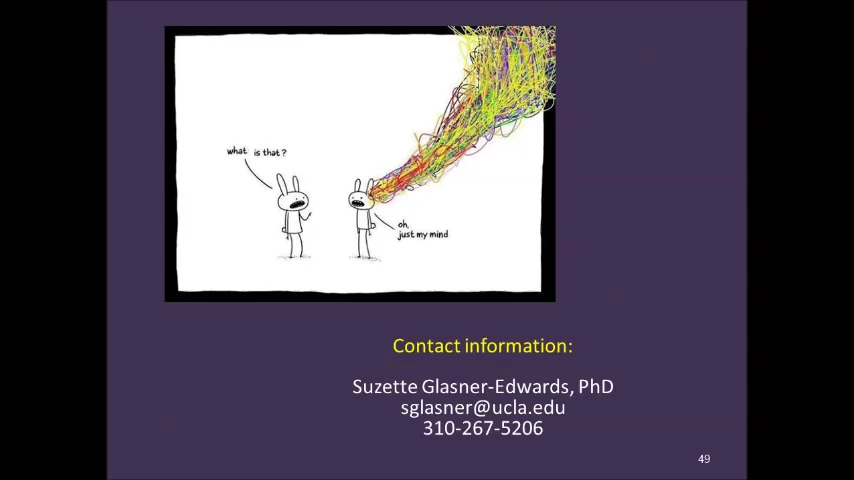 what is that?
oh,
just my mind
Contact information:
Suzette Glasner-Edwards, PhD
sglasner@ucla.edu
310-267-5206
49